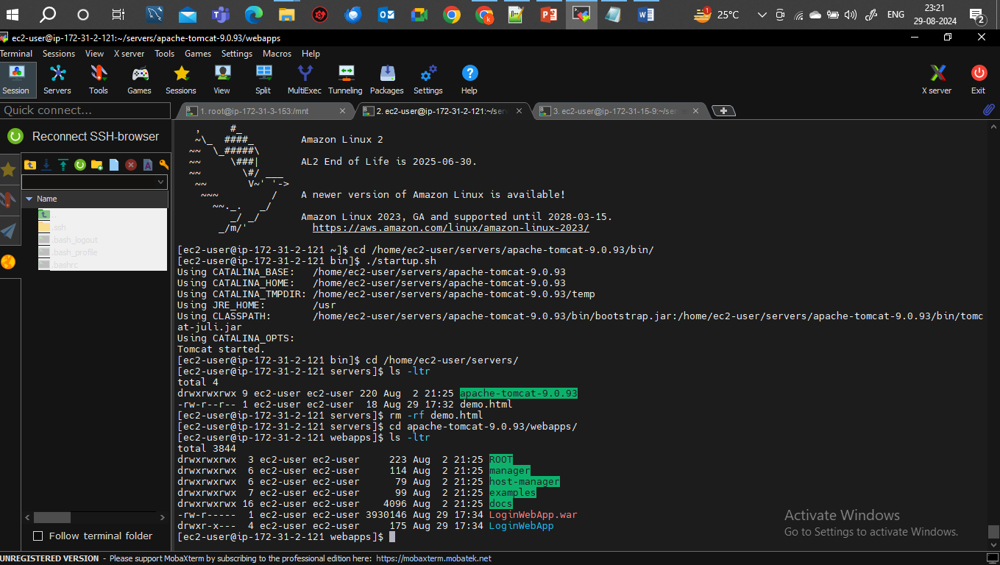 1
25°C
ENG
23:21
29-08-2024
2
ec2-user@ip-172-31-2-121:~/servers/apache-tomcat-9.0.93/webapps
Terminal Sessions View X server Tools Games Settings Macros Help
Session Servers Tools Games Sessions View Split MultiExec Tunneling Packages Settings Help X server Exit
Quick connect...
1. root@ip-172-31-3-153:/mnt
2. ec2-user@ip-172-31-2-121:~/ser
3. ec2-user@ip-172-31-15-9:~/se
Reconnect SSH-browser
Name
..
.ssh
.bash_logout
.bash_profile
.bashrc
Follow terminal folder
   ,     #_
   ~\_  ####_        Amazon Linux 2
  ~~  \_#####\
  ~~     \###|       AL2 End of Life is 2025-06-30.
  ~~       \#/ ___
   ~~       V~' '->
    ~~~         /    A newer version of Amazon Linux is available!
      ~~._.   _/
         _/ _/       Amazon Linux 2023, GA and supported until 2028-03-15.
       _/m/'           https://aws.amazon.com/linux/amazon-linux-2023/
[ec2-user@ip-172-31-2-121 ~]$ cd /home/ec2-user/servers/apache-tomcat-9.0.93/bin/
[ec2-user@ip-172-31-2-121 bin]$ ./startup.sh
Using CATALINA_BASE:   /home/ec2-user/servers/apache-tomcat-9.0.93
Using CATALINA_HOME:   /home/ec2-user/servers/apache-tomcat-9.0.93
Using CATALINA_TMPDIR: /home/ec2-user/servers/apache-tomcat-9.0.93/temp
Using JRE_HOME:        /usr
Using CLASSPATH:       /home/ec2-user/servers/apache-tomcat-9.0.93/bin/bootstrap.jar:/home/ec2-user/servers/apache-tomcat-9.0.93/bin/tomc
at-juli.jar
Using CATALINA_OPTS:
Tomcat started.
[ec2-user@ip-172-31-2-121 bin]$ cd /home/ec2-user/servers/
[ec2-user@ip-172-31-2-121 servers]$ ls -ltr
total 4
drwxrwxrwx 9 ec2-user ec2-user 220 Aug  2 21:25 apache-tomcat-9.0.93
-rw-r--r-- 1 ec2-user ec2-user  18 Aug 29 17:32 demo.html
[ec2-user@ip-172-31-2-121 servers]$ rm -rf demo.html
[ec2-user@ip-172-31-2-121 servers]$ cd apache-tomcat-9.0.93/webapps/
[ec2-user@ip-172-31-2-121 webapps]$ ls -ltr
total 3844
drwxrwxrwx  3 ec2-user ec2-user     223 Aug  2 21:25 ROOT
drwxrwxrwx  6 ec2-user ec2-user     114 Aug  2 21:25 manager
drwxrwxrwx  6 ec2-user ec2-user      79 Aug  2 21:25 host-manager
drwxrwxrwx  7 ec2-user ec2-user      99 Aug  2 21:25 examples
drwxrwxrwx 16 ec2-user ec2-user    4096 Aug  2 21:25 docs
-rw-r-----  1 ec2-user ec2-user 3930146 Aug 29 17:34 LoginWebApp.war
drwxr-x---  4 ec2-user ec2-user     175 Aug 29 17:34 LoginWebApp
[ec2-user@ip-172-31-2-121 webapps]$
Activate Windows
Go to Settings to activate Windows.
UNREGISTERED VERSION - Please support MobaXterm by subscribing to the professional edition here: https://mobaxterm.mobatek.net